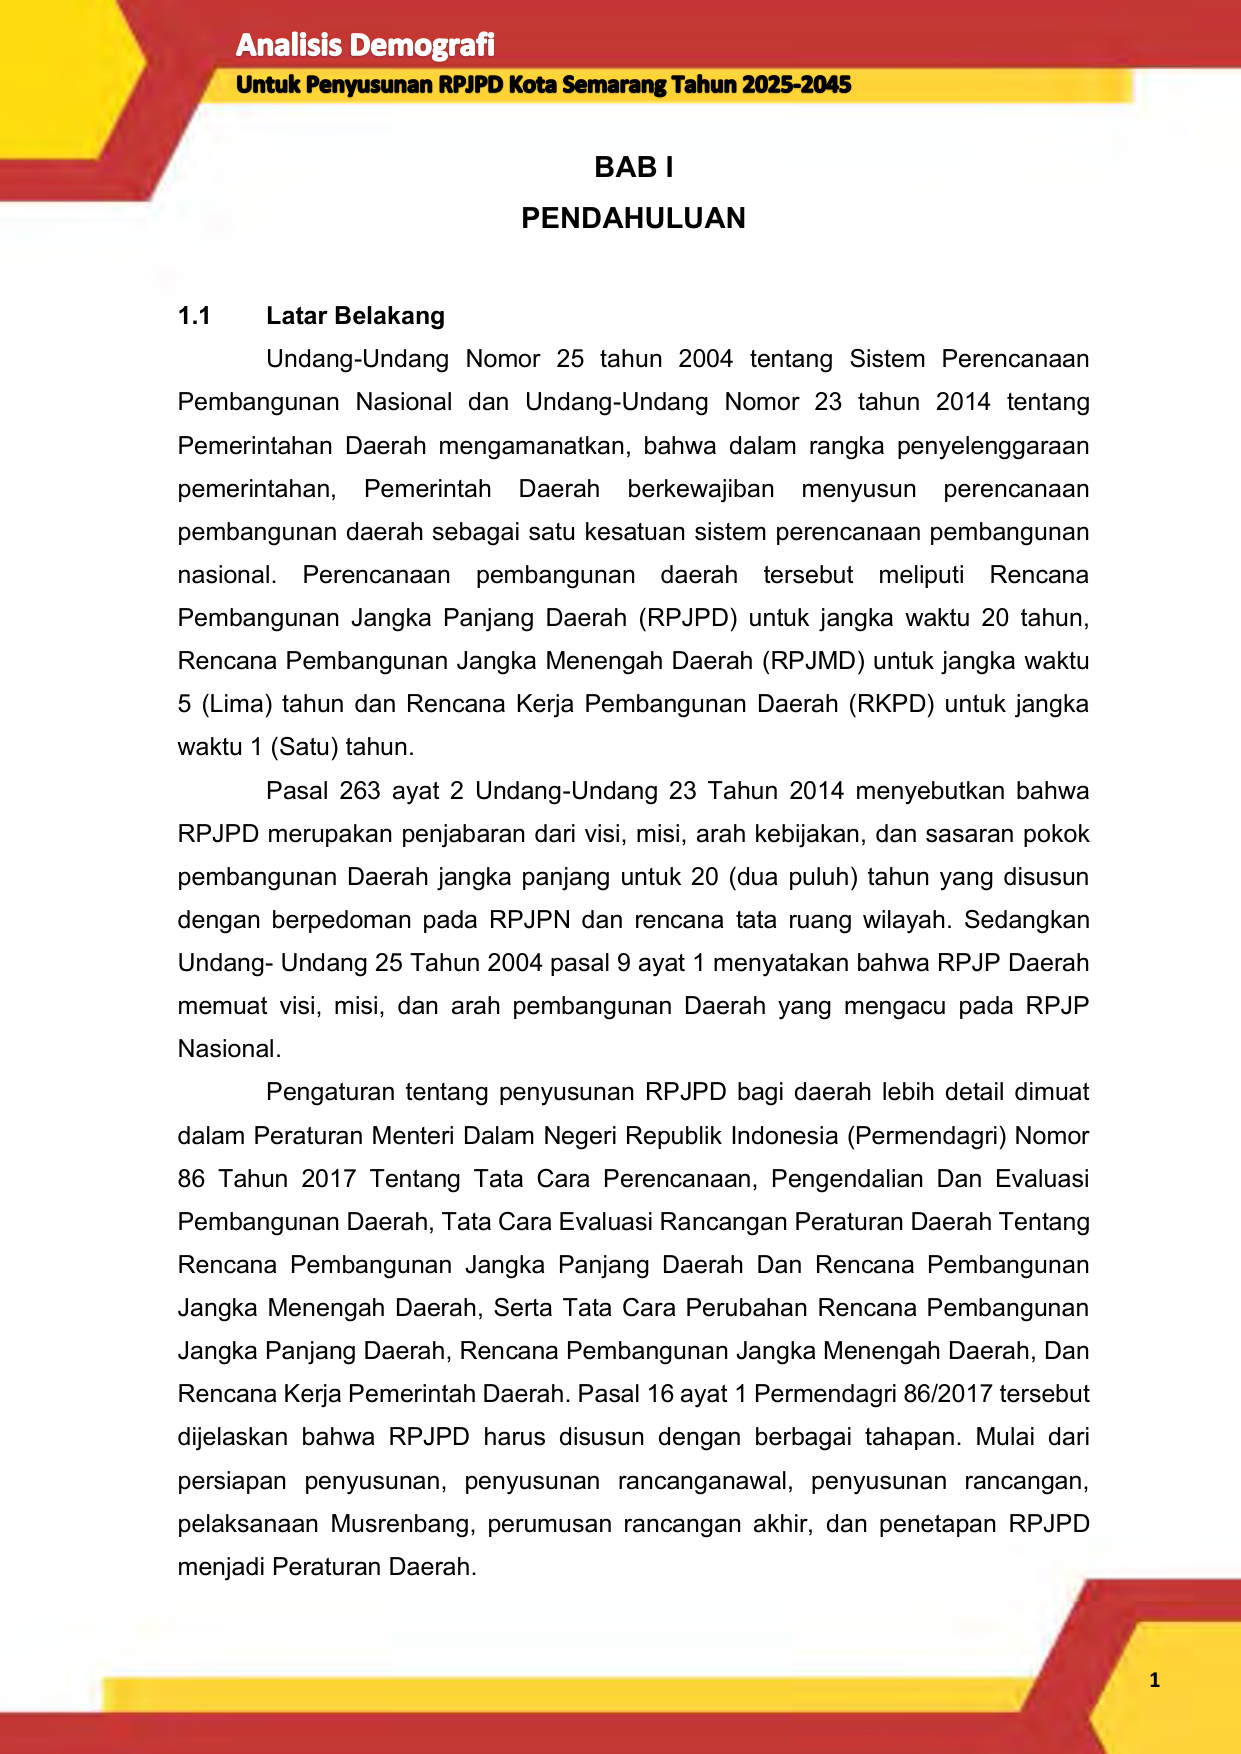 Analisis Demografi
Untuk Penyusunan RPJPD Kota Semarang Tahun 2025-2045
BAB I
PENDAHULUAN
1.1 Latar Belakang
Undang-Undang Nomor 25 tahun 2004 tentang Sistem Perencanaan
Pembangunan Nasional dan Undang-Undang Nomor 23 tahun 2014 tentang
Pemerintahan Daerah mengamanatkan, bahwa dalam rangka penyelenggaraan
pemerintahan, Pemerintah Daerah berkewajiban menyusun perencanaan
pembangunan daerah sebagai satu kesatuan sistem perencanaan pembangunan
nasional. Perencanaan pembangunan daerah tersebut meliputi Rencana
Pembangunan Jangka Panjang Daerah (RPJPD) untuk jangka waktu 20 tahun,
Rencana Pembangunan Jangka Menengah Daerah (RPJMD) untuk jangka waktu
5 (Lima) tahun dan Rencana Kerja Pembangunan Daerah (RKPD) untuk jangka
waktu 1 (Satu) tahun.
Pasal 263 ayat 2 Undang-Undang 23 Tahun 2014 menyebutkan bahwa
RPJPD merupakan penjabaran dari visi, misi, arah kebijakan, dan sasaran pokok
pembangunan Daerah jangka panjang untuk 20 (dua puluh) tahun yang disusun
dengan berpedoman pada RPJPN dan rencana tata ruang wilayah. Sedangkan
Undang- Undang 25 Tahun 2004 pasal 9 ayat 1 menyatakan bahwa RPJP Daerah
memuat visi, misi, dan arah pembangunan Daerah yang mengacu pada RPJP
Nasional.
Pengaturan tentang penyusunan RPJPD bagi daerah lebih detail dimuat
dalam Peraturan Menteri Dalam Negeri Republik Indonesia (Permendagri) Nomor
86 Tahun 2017 Tentang Tata Cara Perencanaan, Pengendalian Dan Evaluasi
Pembangunan Daerah, Tata Cara Evaluasi Rancangan Peraturan Daerah Tentang
Rencana Pembangunan Jangka Panjang Daerah Dan Rencana Pembangunan
Jangka Menengah Daerah, Serta Tata Cara Perubahan Rencana Pembangunan
Jangka Panjang Daerah, Rencana Pembangunan Jangka Menengah Daerah, Dan
Rencana Kerja Pemerintah Daerah. Pasal 16 ayat 1 Permendagri 86/2017 tersebut
dijelaskan bahwa RPJPD harus disusun dengan berbagai tahapan. Mulai dari
persiapan penyusunan, penyusunan rancanganawal, penyusunan rancangan,
pelaksanaan Musrenbang, perumusan rancangan akhir, dan penetapan RPJPD
menjadi Peraturan Daerah.
1